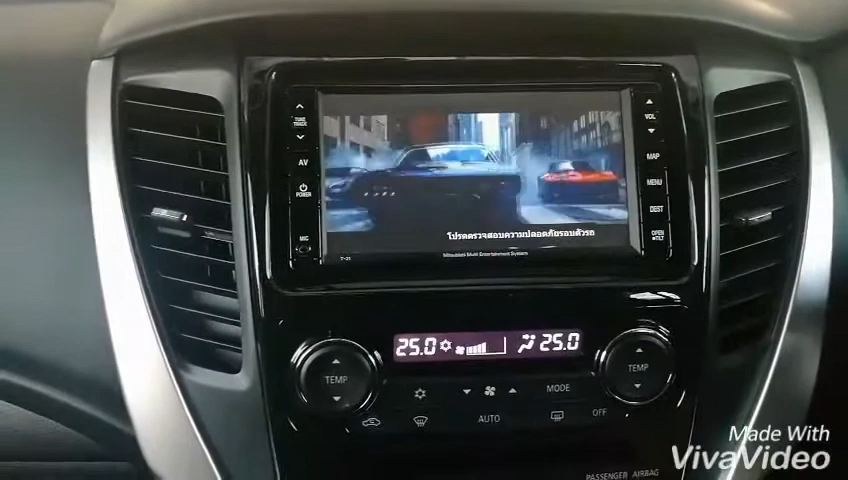 TUNE
TRACK
AV
POWER
MIC
T-21
VOL
MAP
MENU
DEST
OPEN
TILT
โปรดตรวจสอบความปลอดภัยรอบตัวรถ
Mitsubishi Multi Entertainment System
25.0
25.0
TEMP
TEMP
MODE
AUTO
OFF
PASSENGER AIRBAG
Made With
VivaVideo